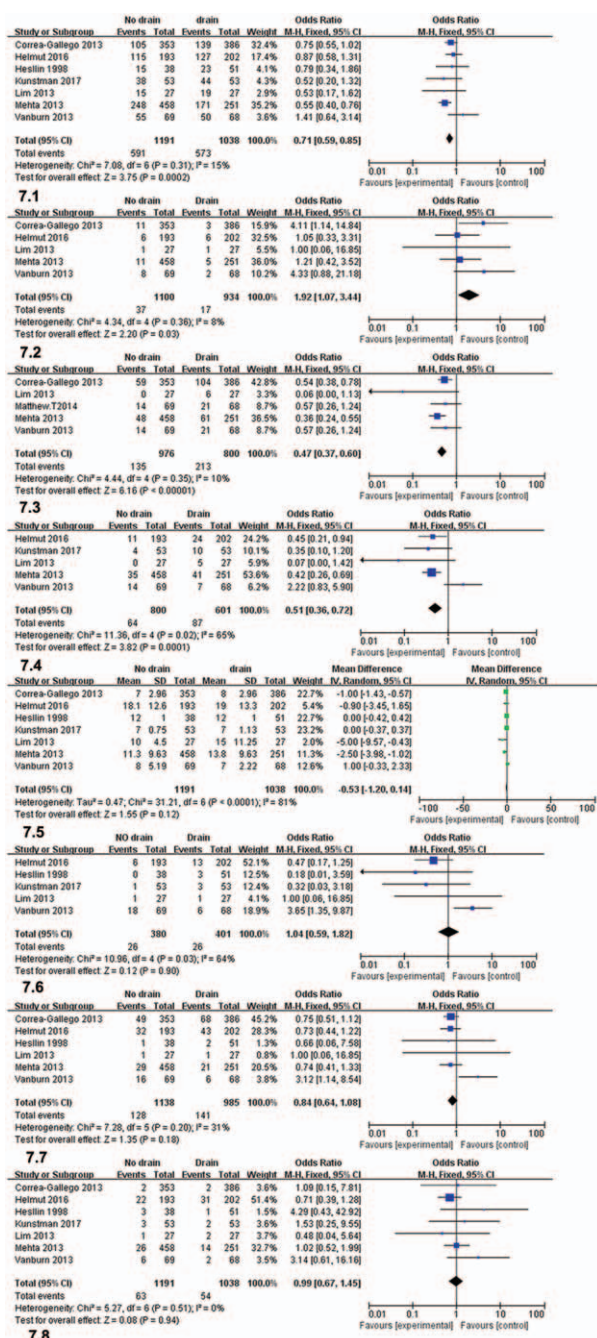 No drain drain Odds Ratio Odds Ratio
Study or Subgroup Events Total Events Total Weight M-H, Fixed, 95% CI M-H, Fixed, 95% CI
Correa-Gallego 2013 105 353 139 386 32.4% 0.75 [0.55, 1.02]
Helmut 2016 115 193 127 202 17.4% 0.87 [0.58, 1.31]
Hesllin 1998 15 38 23 51 4.2% 0.79 [0.34, 1.86]
Kunstman 2017 38 53 44 53 4.2% 0.52 [0.20, 1.32]
Lim 2013 15 27 19 27 2.9% 0.53 [0.17, 1.62]
Mehta 2013 248 458 171 251 35.2% 0.55 [0.40, 0.76]
Vanburn 2013 55 69 50 68 3.6% 1.41 [0.64, 3.14]
Total (95% CI) 1191 1038 100.0% 0.71 [0.59, 0.85]
Total events 591 573
Heterogeneity: Chi² = 7.08, df = 6 (P = 0.31); I² = 15%
Test for overall effect: Z = 3.75 (P = 0.0002)
0.01 0.1 1 10 100
Favours [experimental] Favours [control]
7.1
No drain Drain Odds Ratio Odds Ratio
Study or Subgroup Events Total Events Total Weight M-H, Fixed, 95% CI M-H, Fixed, 95% CI
Correa-Gallego 2013 11 353 3 386 15.9% 4.11 [1.14, 14.84]
Helmut 2016 6 193 6 202 32.5% 1.05 [0.33, 3.31]
Lim 2013 1 27 1 27 5.5% 1.00 [0.06, 16.85]
Mehta 2013 11 458 5 251 36.0% 1.21 [0.42, 3.52]
Vanburn 2013 8 69 2 68 10.2% 4.33 [0.88, 21.18]
Total (95% CI) 1100 934 100.0% 1.92 [1.07, 3.44]
Total events 37 17
Heterogeneity: Chi² = 4.34, df = 4 (P = 0.36); I² = 8%
Test for overall effect: Z = 2.20 (P = 0.03)
0.01 0.1 1 10 100
Favours [experimental] Favours [control]
7.2
No drain Drain Odds Ratio Odds Ratio
Study or Subgroup Events Total Events Total Weight M-H, Fixed, 95% CI M-H, Fixed, 95% CI
Correa-Gallego 2013 59 353 104 386 42.8% 0.54 [0.38, 0.78]
Lim 2013 0 27 6 27 3.3% 0.06 [0.00, 1.13]
Matthew.T2014 14 69 21 68 8.7% 0.57 [0.26, 1.24]
Mehta 2013 48 458 61 251 36.5% 0.36 [0.24, 0.55]
Vanburn 2013 14 69 21 68 8.7% 0.57 [0.26, 1.24]
Total (95% CI) 976 800 100.0% 0.47 [0.37, 0.60]
Total events 135 213
Heterogeneity: Chi² = 4.44, df = 4 (P = 0.35); I² = 10%
Test for overall effect: Z = 6.16 (P < 0.00001)
0.01 0.1 1 10 100
Favours [experimental] Favours [control]
7.3
No drain Drain Odds Ratio Odds Ratio
Study or Subgroup Events Total Events Total Weight M-H, Fixed, 95% CI M-H, Fixed, 95% CI
Helmut 2016 11 193 24 202 24.2% 0.45 [0.21, 0.94]
Kunstman 2017 4 53 10 53 10.1% 0.35 [0.10, 1.20]
Lim 2013 0 27 5 27 5.9% 0.07 [0.00, 1.42]
Mehta 2013 35 458 41 251 53.6% 0.42 [0.26, 0.69]
Vanburn 2013 14 69 7 68 6.2% 2.22 [0.83, 5.90]
Total (95% CI) 800 601 100.0% 0.51 [0.36, 0.72]
Total events 64 87
Heterogeneity: Chi² = 11.36, df = 4 (P = 0.02); I² = 65%
Test for overall effect: Z = 3.82 (P = 0.0001)
0.01 0.1 1 10 100
Favours [experimental] Favours [control]
7.4
No drain drain Mean Difference Mean Difference
Study or Subgroup Mean SD Total Mean SD Total Weight IV, Random, 95% CI IV, Random, 95% CI
Correa-Gallego 2013 7 2.96 353 8 2.96 386 22.7% -1.00 [-1.43, -0.57]
Helmut 2016 18.1 12.6 193 19 13.3 202 5.4% -0.90 [-3.45, 1.65]
Hesllin 1998 12 1 38 12 1 51 22.8% 0.00 [-0.42, 0.42]
Kunstman 2017 7 0.75 53 7 1.13 53 23.2% 0.00 [-0.37, 0.37]
Lim 2013 10 4.5 27 15 11.25 27 2.0% -5.00 [-9.57, -0.43]
Mehta 2013 11.3 9.63 458 13.8 9.63 251 11.3% -2.50 [-3.98, -1.02]
Vanburn 2013 8 5.19 69 7 2.22 68 12.6% 1.00 [-0.33, 2.33]
Total (95% CI) 1191 1038 100.0% -0.53 [-1.20, 0.14]
Heterogeneity: Tau² = 0.47; Chi² = 31.21, df = 6 (P < 0.0001); I² = 81%
Test for overall effect: Z = 1.55 (P = 0.12)
-100 -50 0 50 100
Favours [experimental] Favours [control]
7.5
NO drain Drain Odds Ratio Odds Ratio
Study or Subgroup Events Total Events Total Weight M-H, Fixed, 95% CI M-H, Fixed, 95% CI
Helmut 2016 6 193 13 202 52.1% 0.47 [0.17, 1.25]
Hesllin 1998 0 38 3 51 12.5% 0.18 [0.01, 3.59]
Kunstman 2017 1 53 3 53 12.4% 0.32 [0.03, 3.18]
Lim 2013 1 27 1 27 4.1% 1.00 [0.06, 16.85]
Vanburn 2013 18 69 6 68 18.9% 3.65 [1.35, 9.87]
Total (95% CI) 380 401 100.0% 1.04 [0.59, 1.82]
Total events 26 26
Heterogeneity: Chi² = 10.96, df = 4 (P = 0.03); I² = 64%
Test for overall effect: Z = 0.12 (P = 0.90)
0.01 0.1 1 10 100
Favours [experimental] Favours [control]
7.6
No drain Drain Odds Ratio Odds Ratio
Study or Subgroup Events Total Events Total Weight M-H, Fixed, 95% CI M-H, Fixed, 95% CI
Correa-Gallego 2013 49 353 68 386 45.2% 0.75 [0.51, 1.12]
Helmut 2016 32 193 43 202 28.3% 0.73 [0.44, 1.22]
Hesllin 1998 1 38 2 51 1.3% 0.66 [0.06, 7.58]
Lim 2013 1 27 1 27 0.8% 1.00 [0.06, 16.85]
Mehta 2013 29 458 21 251 20.5% 0.74 [0.41, 1.33]
Vanburn 2013 16 69 6 68 3.8% 3.12 [1.14, 8.54]
Total (95% CI) 1138 985 100.0% 0.84 [0.64, 1.08]
Total events 128 141
Heterogeneity: Chi² = 7.28, df = 5 (P = 0.20); I² = 31%
Test for overall effect: Z = 1.35 (P = 0.18)
0.01 0.1 1 10 100
Favours [experimental] Favours [control]
7.7
No drain Drain Odds Ratio Odds Ratio
Study or Subgroup Events Total Events Total Weight M-H, Fixed, 95% CI M-H, Fixed, 95% CI
Correa-Gallego 2013 2 353 2 386 3.6% 1.09 [0.15, 7.81]
Helmut 2016 22 193 31 202 51.4% 0.71 [0.39, 1.28]
Hesllin 1998 3 38 1 51 1.5% 4.29 [0.43, 42.92]
Kunstman 2017 3 53 2 53 3.6% 1.53 [0.25, 9.55]
Lim 2013 1 27 2 27 3.7% 0.48 [0.04, 5.64]
Mehta 2013 26 458 14 251 32.7% 1.02 [0.52, 1.99]
Vanburn 2013 6 69 2 68 3.5% 3.14 [0.61, 16.16]
Total (95% CI) 1191 1038 100.0% 0.99 [0.67, 1.45]
Total events 63 54
Heterogeneity: Chi² = 5.27, df = 6 (P = 0.51); I² = 0%
Test for overall effect: Z = 0.08 (P = 0.94)
0.01 0.1 1 10 100
Favours [experimental] Favours [control]
7.8